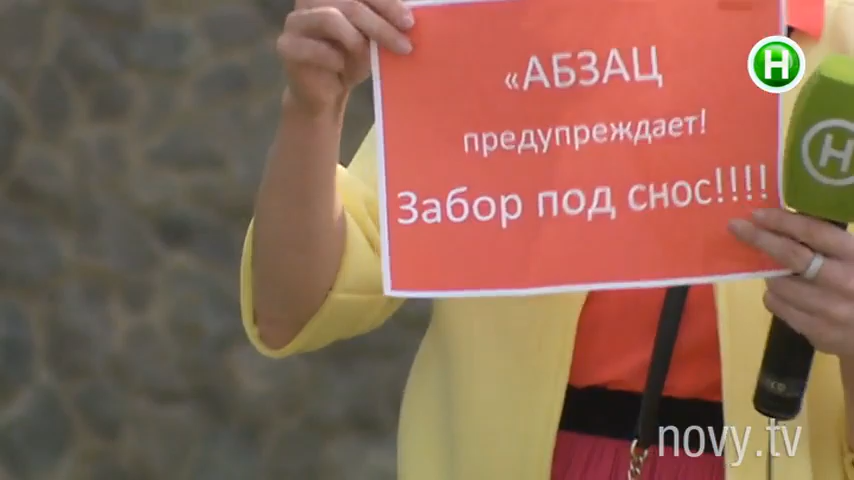 «АБЗАЦ
предупреждает!
Забор под снос!!!!
Н
Н
novy.tv